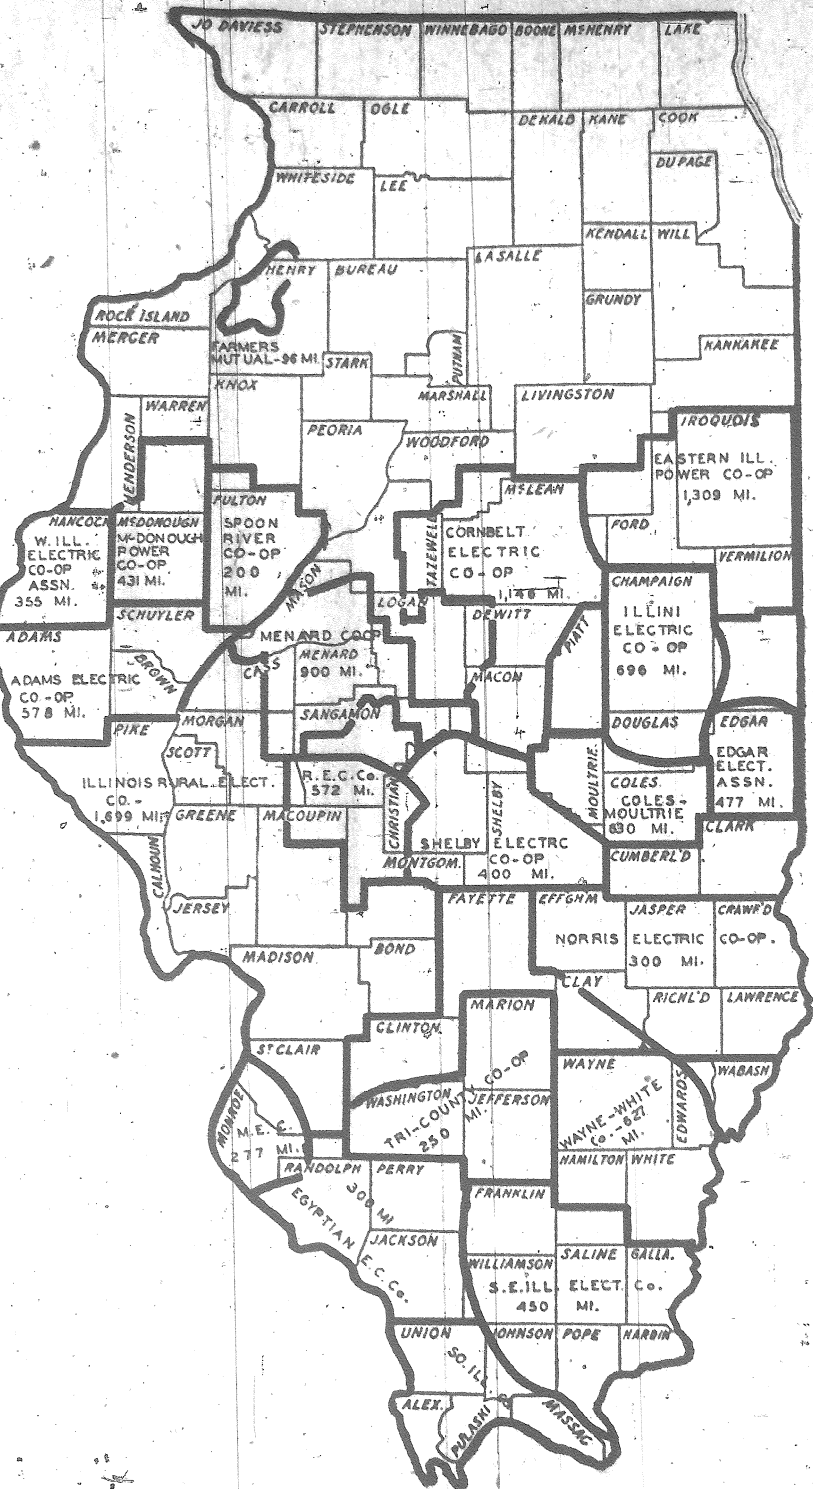 JO DAVIESS
STEPHENSON
WINNEBAGO
BOONE
McHENRY
LAKE
CARROLL
OGLE
DEKALB
KANE
COOK
DU PAGE
WHITESIDE
LEE
KENDALL
WILL
LA SALLE
HENRY
BUREAU
GRUNDY
ROCK ISLAND
MERCER
FARMERS
MUTUAL-96 MI.
STARK
PUTNAM
KANKAKEE
KNOX
MARSHALL
LIVINGSTON
WARREN
HENDERSON
PEORIA
WOODFORD
IROQUOIS
EASTERN ILL.
POWER CO-OP
1,309 MI.
McLEAN
FULTON
SPOON
RIVER
CO-OP
200
MI.
HANCOCK
W. ILL.
ELECTRIC
CO-OP
ASSN.
355 MI.
McDONOUGH
McDONOUGH
POWER
CO-OP.
431 MI.
FORD
TAZEWELL
CORNBELT
ELECTRIC
CO-OP
1,146 MI.
VERMILION
CHAMPAIGN
ILLINI
ELECTRIC
CO-OP
696 MI.
MASON
LOGAN
SCHUYLER
DEWITT
PIATT
ADAMS
ADAMS ELECTRIC
CO.-OP.
578 MI.
BROWN
MENARD CO-OP
MENARD
900 MI.
CASS
MACON
PIKE
MORGAN
SANGAMON
DOUGLAS
EDGAR
EDGAR
ELECT.
ASSN.
477 MI.
SCOTT
ILLINOIS RURAL ELECT.
CO.-
1,699 MI.
R.E.C.Co.
572 MI.
CHRISTIAN
MOULTRIE.
COLES
COLES-
MOULTRIE
630 MI.
GREENE
MACOUPIN
SHELBY
SHELBY ELECTRC
CO-OP
400 MI.
CLARK
CUMBERL'D
CALHOUN
MONTGOM.
JERSEY
FAYETTE
EFFGHM
JASPER
CRAWF'D
NORRIS ELECTRIC CO-OP.
300 MI.
BOND
MADISON
CLAY
RICHL'D
LAWRENCE
MARION
CLINTON
ST CLAIR
WAYNE
WABASH
WASHINGTON
TRI-COUNTY CO-OP
250 MI.
JEFFERSON
WAYNE-WHITE
Co.-627
MI.
EDWARDS
MONROE
M.E.C.
277 MI.
RANDOLPH
PERRY
HAMILTON
WHITE
300 MI
EGYPTIAN E.C.Co.
FRANKLIN
JACKSON
WILLIAMSON
SALINE
GALLA.
S.E.ILL. ELECT. Co.
450 MI.
UNION
JOHNSON
POPE
HARDIN
SO. ILL.
ALEX.
PULASKI
MASSAC